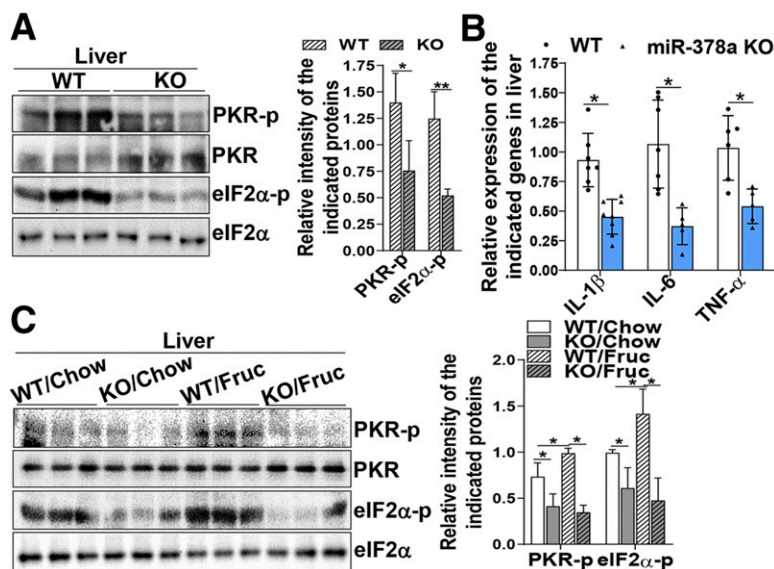 A
Liver
WT KO
PKR-p
PKR
eIF2α-p
eIF2α
WT KO
Relative intensity of the
indicated proteins
1.75
1.50
1.25
1.00
0.75
0.50
0.25
0.00
*
**
PKR-p
eIF2α-p
B
WT miR-378a KO
Relative expression of the
indicated genes in liver
1.75
1.50
1.25
1.00
0.75
0.50
0.25
0.00
* * *
IL-1β
IL-6
TNF-α
C
Liver
WT/Chow
KO/Chow
WT/Fruc
KO/Fruc
PKR-p
PKR
eIF2α-p
eIF2α
WT/Chow
KO/Chow
WT/Fruc
KO/Fruc
Relative intensity of the
indicated proteins
2.0
1.5
1.0
0.5
0.0
* * * * * *
PKR-p eIF2α-p